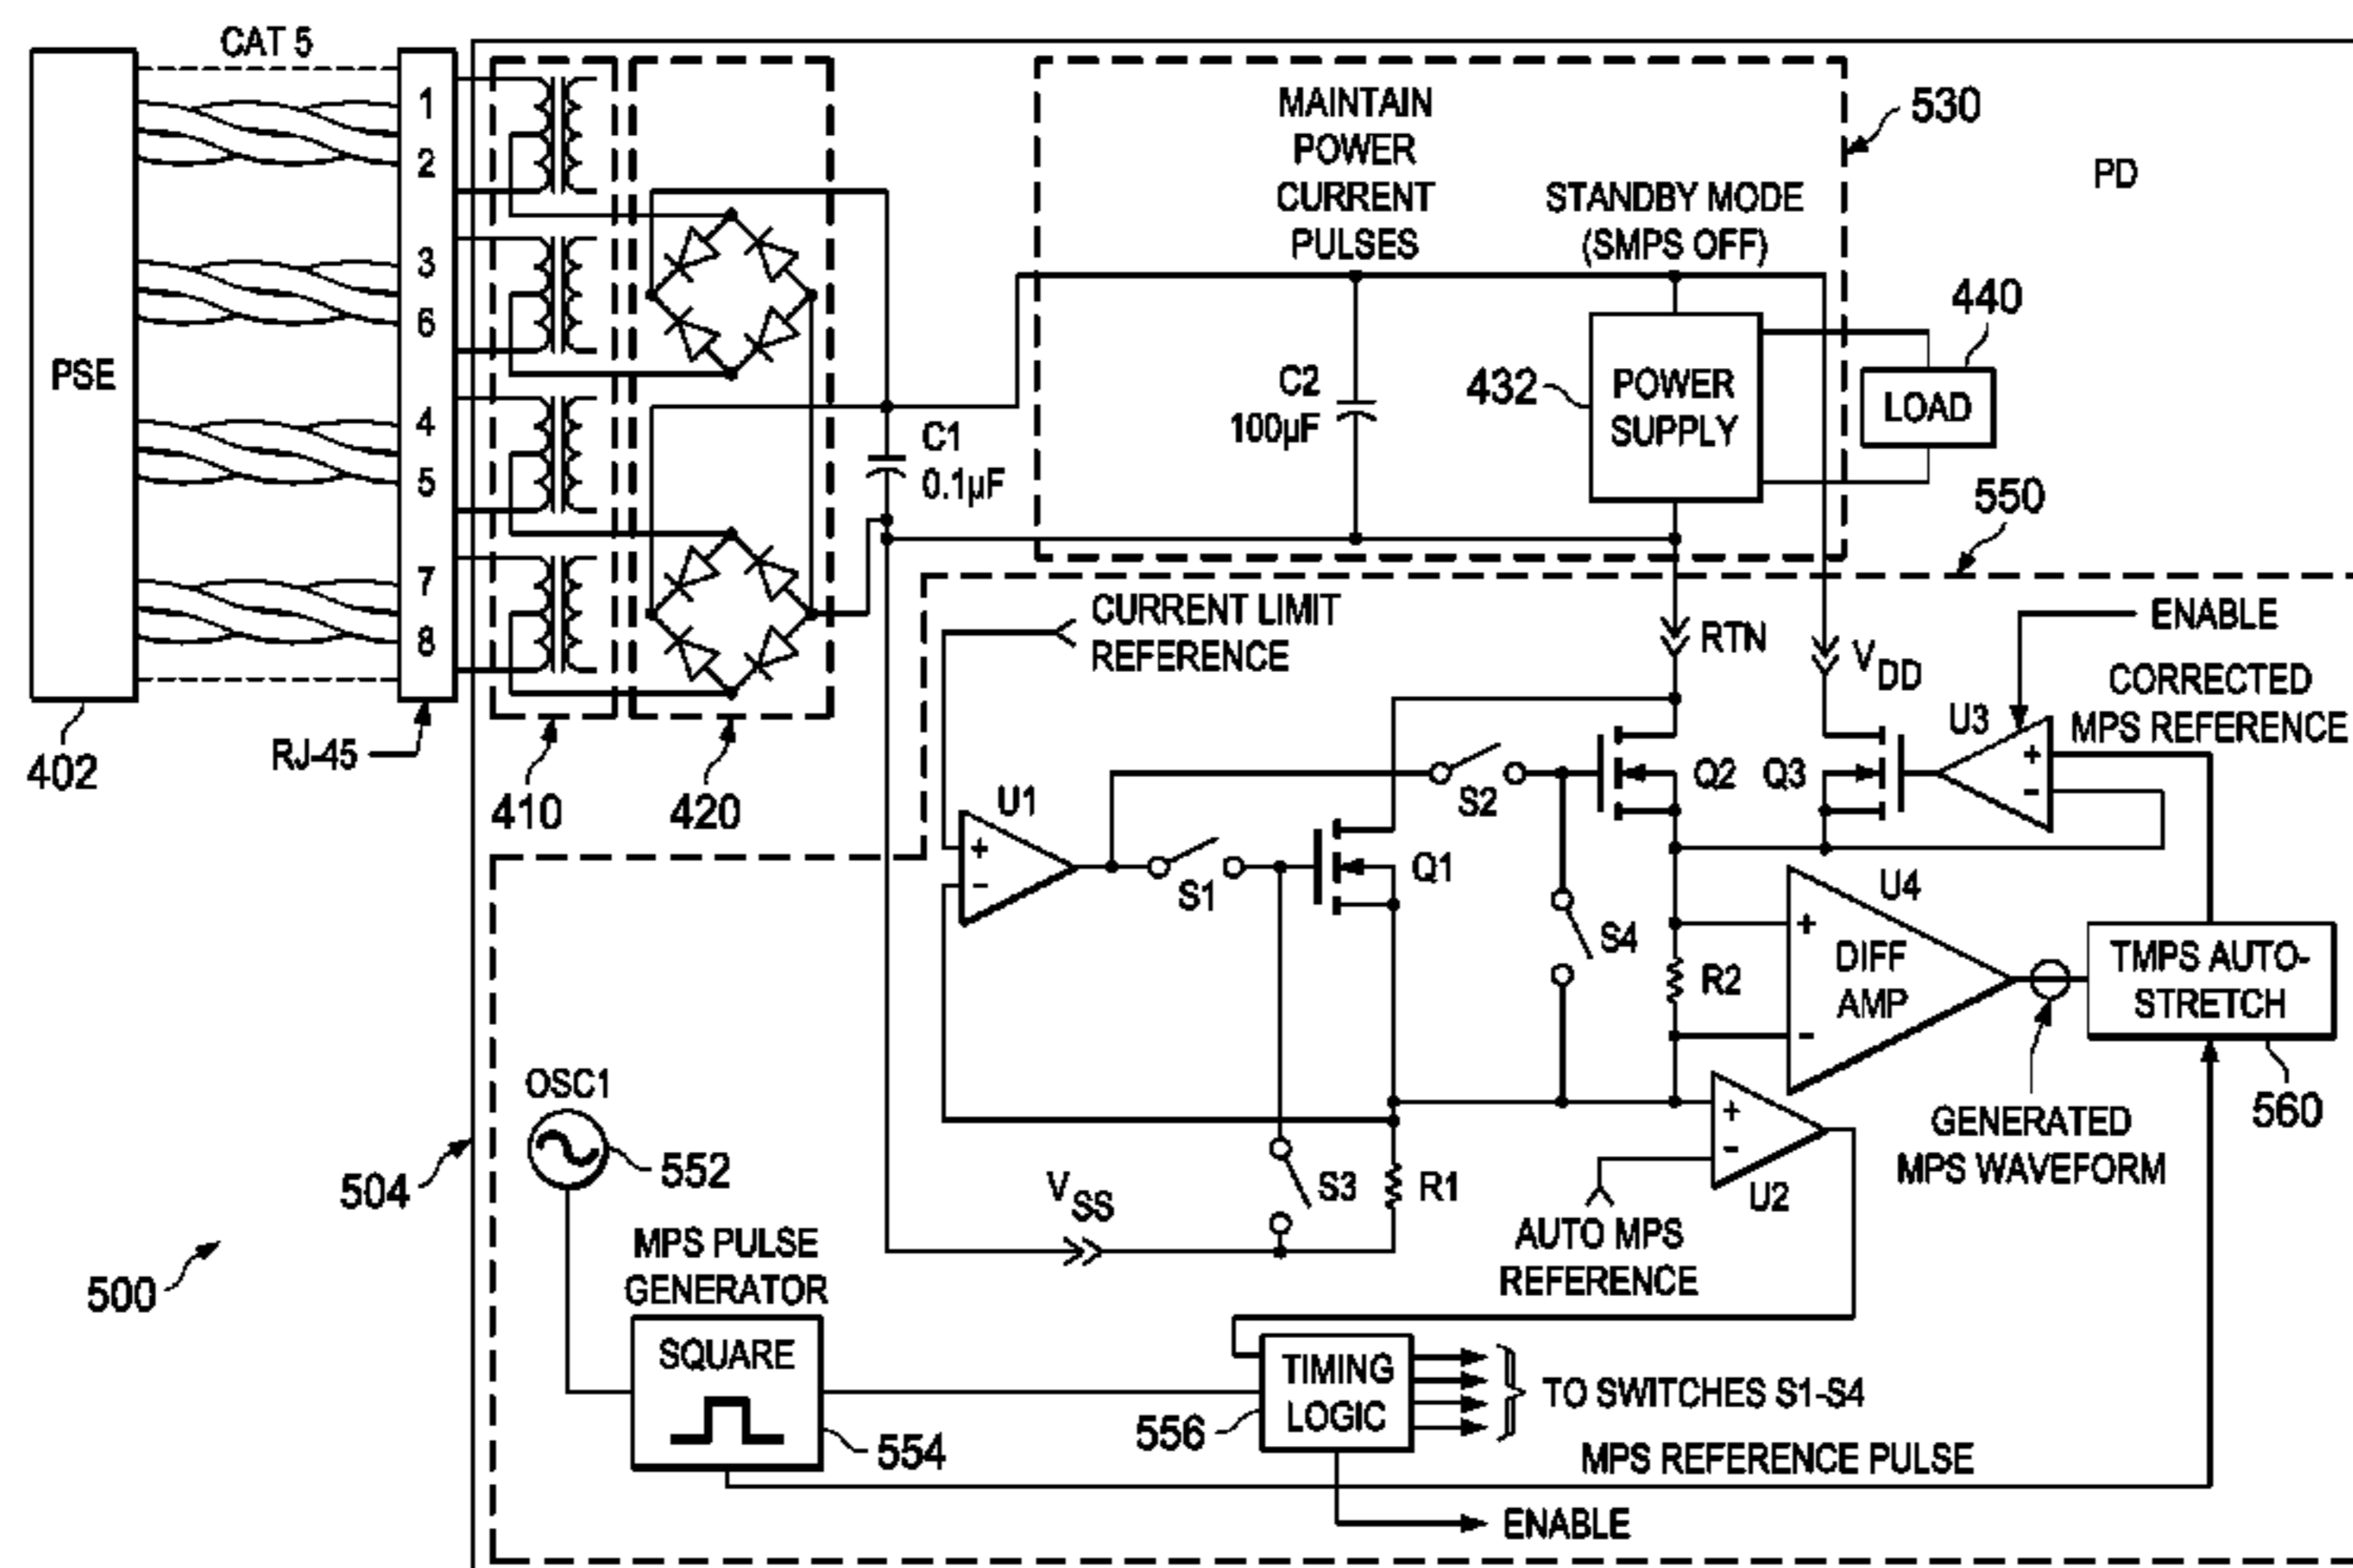 CAT 5
PSE
1
2
3
6
4
5
7
8
402
RJ-45
410
420
C1
0.1µF
MAINTAIN
POWER
CURRENT
PULSES
STANDBY MODE
(SMPS OFF)
530
PD
C2
100µF
432
POWER
SUPPLY
440
LOAD
550
CURRENT LIMIT
REFERENCE
RTN
VDD
ENABLE
CORRECTED
MPS REFERENCE
U3
+
-
Q2
Q3
S2
U1
+
-
S1
Q1
S4
U4
+
DIFF
AMP
-
R2
TMPS AUTO-
STRETCH
560
GENERATED
MPS WAVEFORM
+
-
U2
AUTO MPS
REFERENCE
OSC1
552
504
VSS
S3
R1
500
MPS PULSE
GENERATOR
SQUARE
554
TIMING
LOGIC
556
TO SWITCHES S1-S4
MPS REFERENCE PULSE
ENABLE